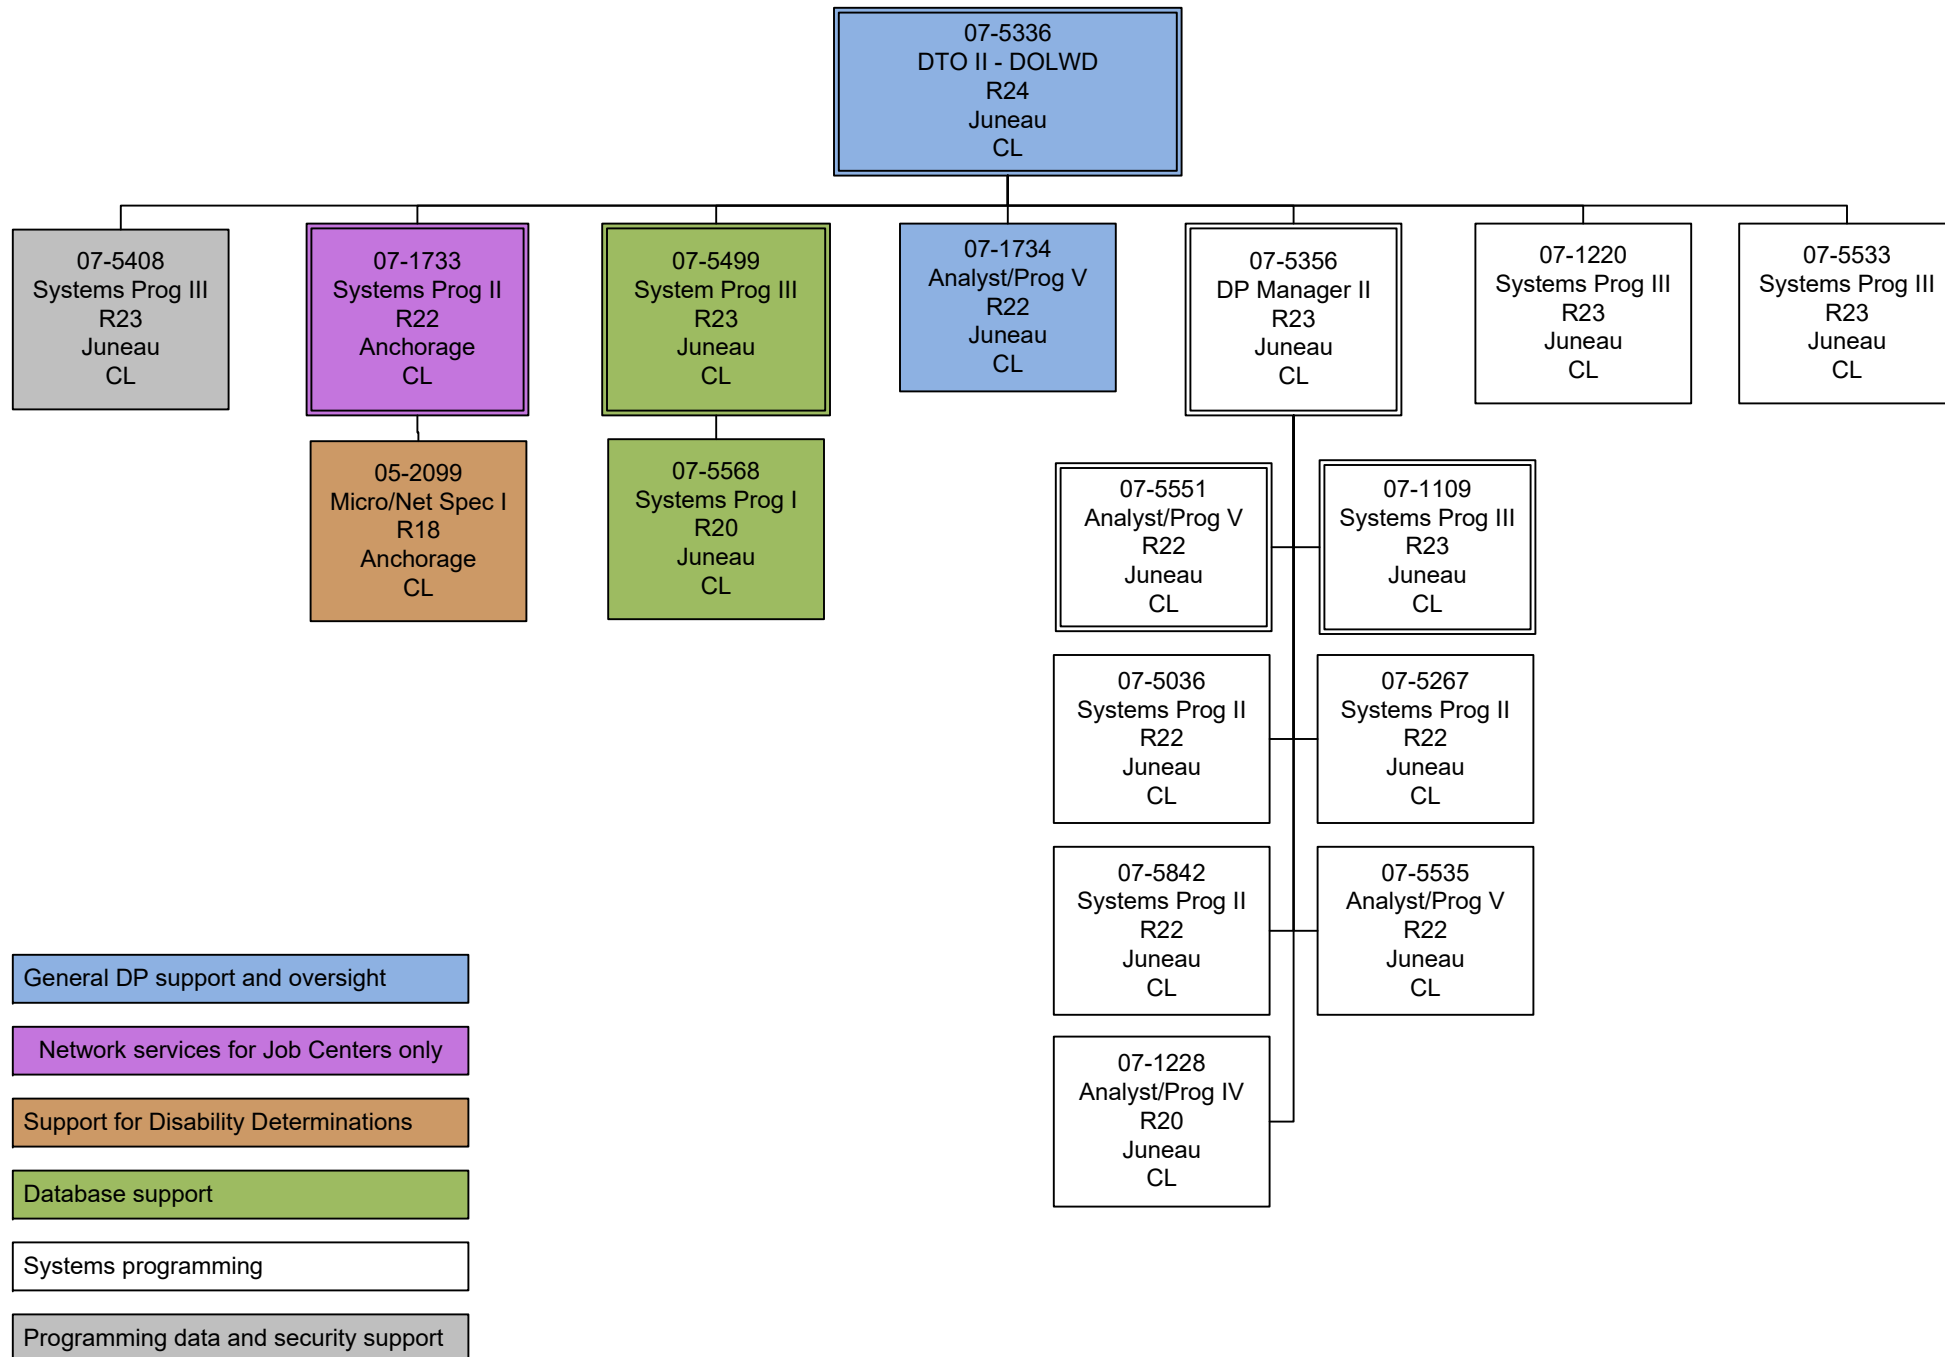 07-5336
DTO II - DOLWD
R24
Juneau
CL
07-5408
Systems Prog III
R23
Juneau
CL
07-1733
Systems Prog II
R22
Anchorage
CL
07-5499
System Prog III
R23
Juneau
CL
07-1734
Analyst/Prog V
R22
Juneau
CL
07-5356
DP Manager II
R23
Juneau
CL
07-1220
Systems Prog III
R23
Juneau
CL
07-5533
Systems Prog III
R23
Juneau
CL
05-2099
Micro/Net Spec I
R18
Anchorage
CL
07-5568
Systems Prog I
R20
Juneau
CL
07-5551
Analyst/Prog V
R22
Juneau
CL
07-1109
Systems Prog III
R23
Juneau
CL
07-5036
Systems Prog II
R22
Juneau
CL
07-5267
Systems Prog II
R22
Juneau
CL
07-5842
Systems Prog II
R22
Juneau
CL
07-5535
Analyst/Prog V
R22
Juneau
CL
07-1228
Analyst/Prog IV
R20
Juneau
CL
General DP support and oversight
Network services for Job Centers only
Support for Disability Determinations
Database support
Systems programming
Programming data and security support